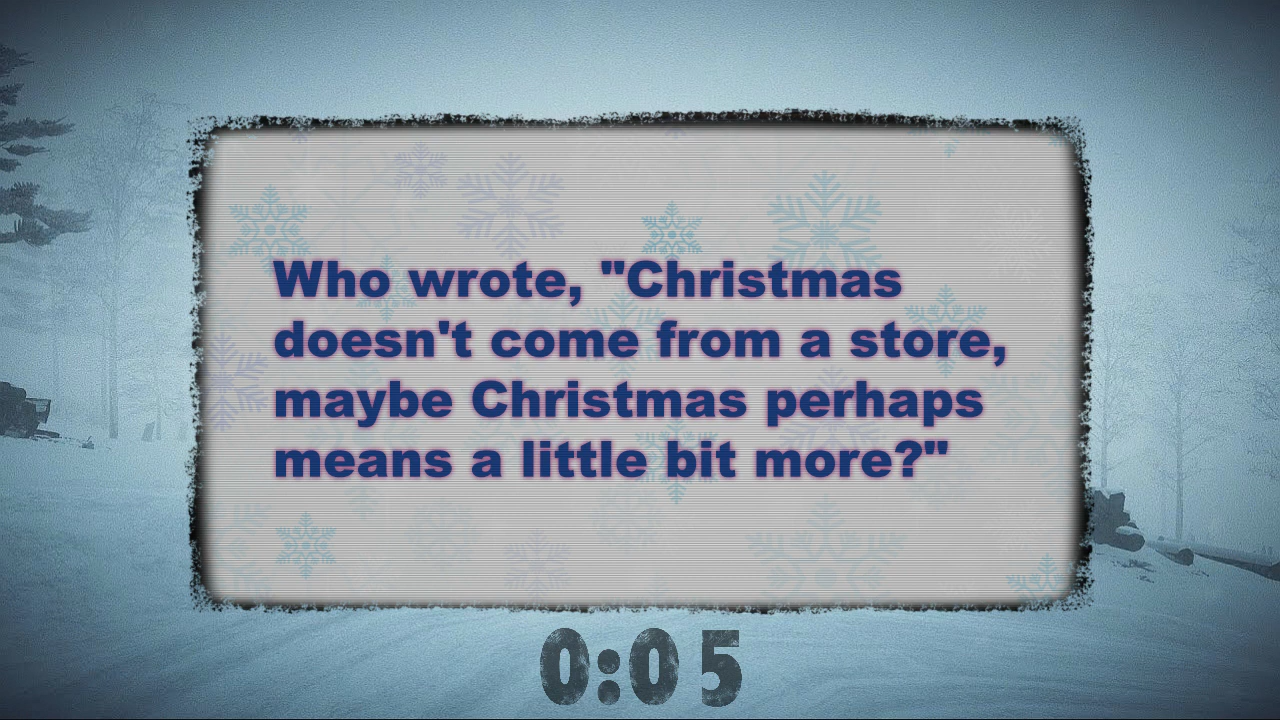 Who wrote, "Christmas
doesn't come from a store,
maybe Christmas perhaps
means a little bit more?"
0:05